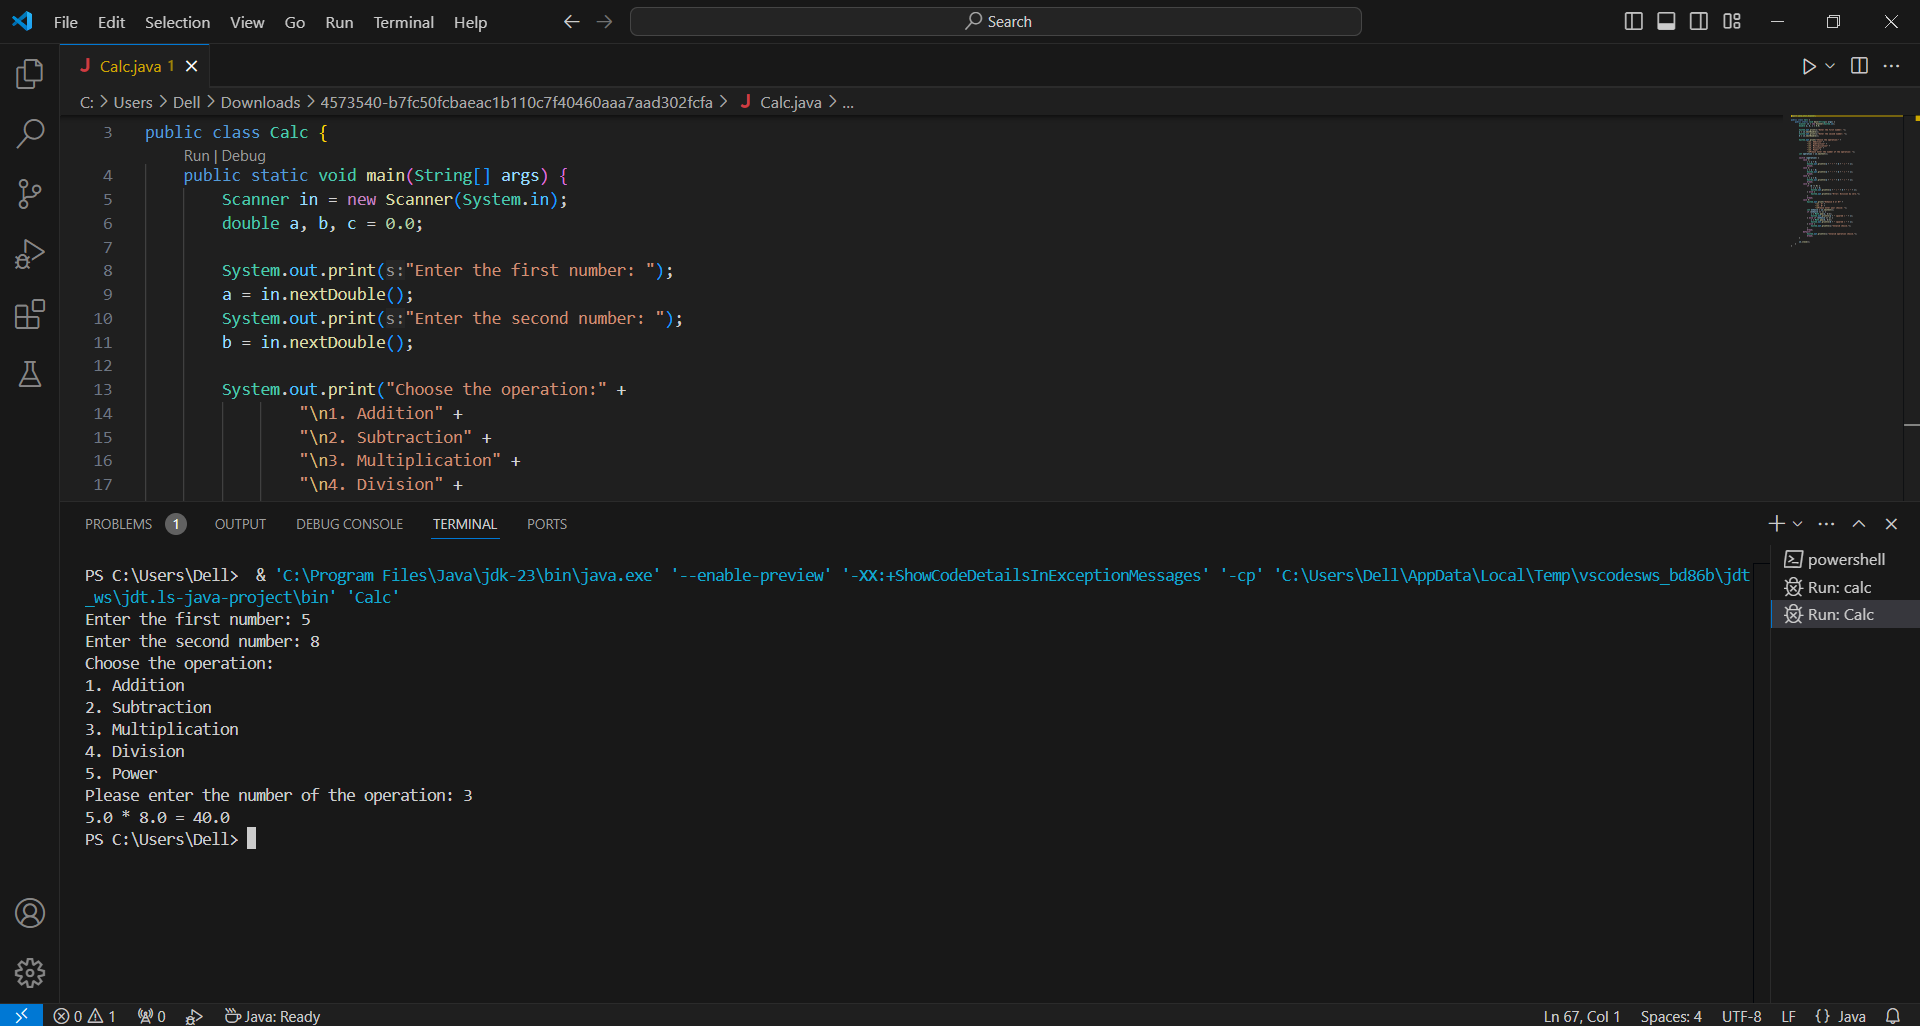 File Edit Selection View Go Run Terminal Help Search
J Calc.java 1
C: > Users > Dell > Downloads > 4573540-b7fc50fcbaeac1b110c7f40460aaa7aad302fcfa > J Calc.java > ...
3 public class Calc {
Run | Debug
4 public static void main(String[] args) {
5 Scanner in = new Scanner(System.in);
6 double a, b, c = 0.0;
7
8 System.out.print(s:"Enter the first number: ");
9 a = in.nextDouble();
10 System.out.print(s:"Enter the second number: ");
11 b = in.nextDouble();
12
13 System.out.print("Choose the operation:" +
14 "\n1. Addition" +
15 "\n2. Subtraction" +
16 "\n3. Multiplication" +
17 "\n4. Division" +
PROBLEMS 1 OUTPUT DEBUG CONSOLE TERMINAL PORTS
PS C:\Users\Dell>  & 'C:\Program Files\Java\jdk-23\bin\java.exe' '--enable-preview' '-XX:+ShowCodeDetailsInExceptionMessages' '-cp' 'C:\Users\Dell\AppData\Local\Temp\vscodesws_bd86b\jdt
_ws\jdt.ls-java-project\bin' 'Calc'
Enter the first number: 5
Enter the second number: 8
Choose the operation:
1. Addition
2. Subtraction
3. Multiplication
4. Division
5. Power
Please enter the number of the operation: 3
5.0 * 8.0 = 40.0
PS C:\Users\Dell>
powershell
Run: calc
Run: Calc
0 1 0 Java: Ready Ln 67, Col 1 Spaces: 4 UTF-8 LF {} Java